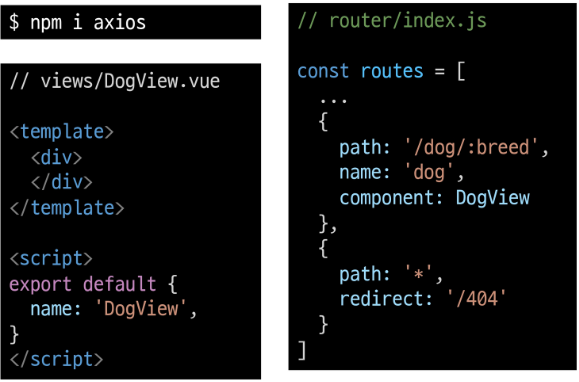 $ npm i axios
// views/DogView.vue
<template>
  <div>
  </div>
</template>
<script>
export default {
  name: 'DogView',
}
</script>
// router/index.js
const routes = [
  ...
  {
    path: '/dog/:breed',
    name: 'dog',
    component: DogView
  },
  {
    path: '*',
    redirect: '/404'
  }
]